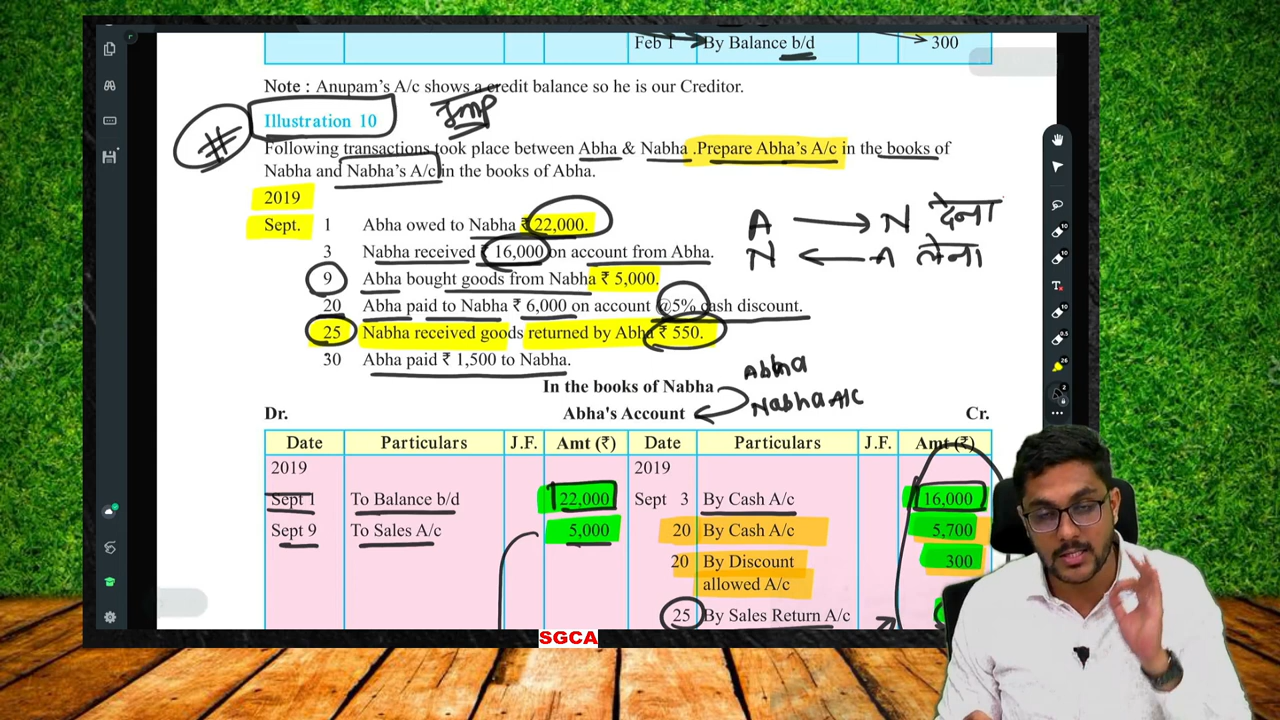 Feb 1 By Balance b/d 300
Note : Anupam's A/c shows a credit balance so he is our Creditor.
# Illustration 10 Imp
Following transactions took place between Abha & Nabha .Prepare Abha's A/c in the books of
Nabha and Nabha's A/c in the books of Abha.
2019
Sept. 1 Abha owed to Nabha ₹ 22,000.
3 Nabha received ₹ 16,000 on account from Abha.
9 Abha bought goods from Nabha ₹ 5,000.
20 Abha paid to Nabha ₹ 6,000 on account @5% cash discount.
25 Nabha received goods returned by Abha ₹ 550.
30 Abha paid ₹ 1,500 to Nabha.
A → N देना
N ← A लेना
In the books of Nabha Abha
Dr. Abha's Account Nabha A/C Cr.
Date Particulars J.F. Amt (₹) Date Particulars J.F. Amt (₹)
2019 2019
Sept 1 To Balance b/d 22,000 Sept 3 By Cash A/c 16,000
Sept 9 To Sales A/c 5,000 20 By Cash A/c 5,700
20 By Discount 300
allowed A/c
25 By Sales Return A/c
SGCA